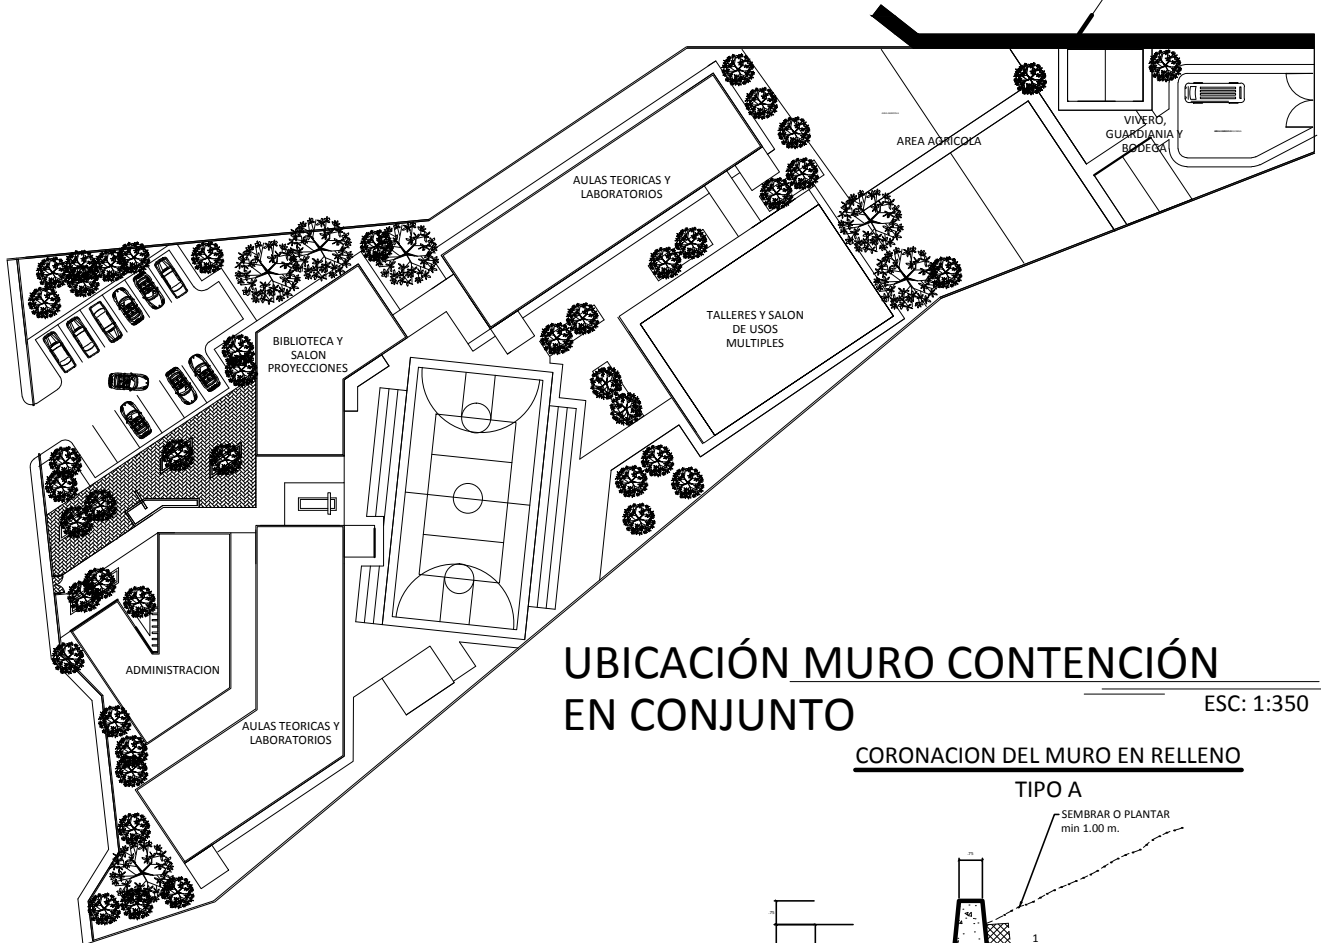 AULAS TEORICAS Y
LABORATORIOS
AREA AGRICOLA
VIVERO,
GUARDIANIA Y
BODEGA
BIBLIOTECA Y
SALON
PROYECCIONES
TALLERES Y SALON
DE USOS
MULTIPLES
ADMINISTRACION
AULAS TEORICAS Y
LABORATORIOS
UBICACIÓN MURO CONTENCIÓN
EN CONJUNTO
ESC: 1:350
CORONACION DEL MURO EN RELLENO
TIPO A
SEMBRAR O PLANTAR
min 1.00 m.
.75
1